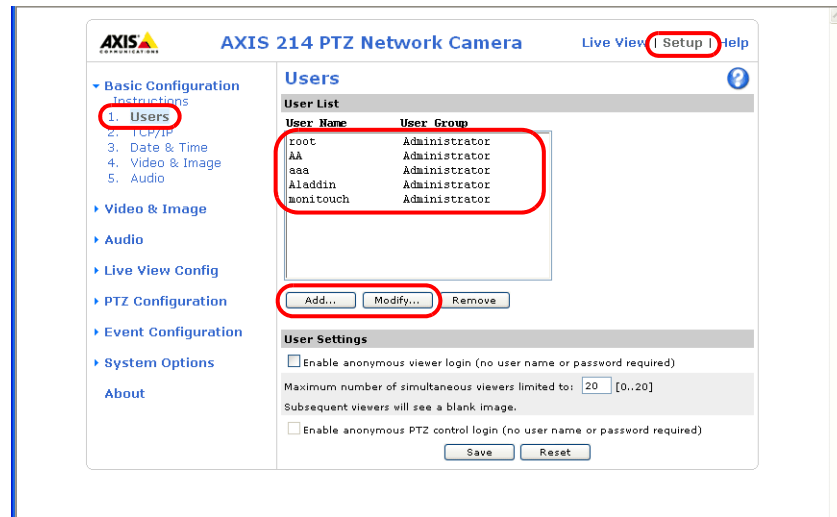 AXIS COMMUNICATIONS
AXIS 214 PTZ Network Camera
Live View | Setup | Help
Basic Configuration
Instructions
1. Users
2. TCP/IP
3. Date & Time
4. Video & Image
5. Audio
Video & Image
Audio
Live View Config
PTZ Configuration
Event Configuration
System Options
About
Users
?
User List
User Name User Group
root Administrator
AA Administrator
aaa Administrator
Aladdin Administrator
monitouch Administrator
Add... Modify... Remove
User Settings
Enable anonymous viewer login (no user name or password required)
Maximum number of simultaneous viewers limited to: 20 [0..20]
Subsequent viewers will see a blank image.
Enable anonymous PTZ control login (no user name or password required)
Save Reset